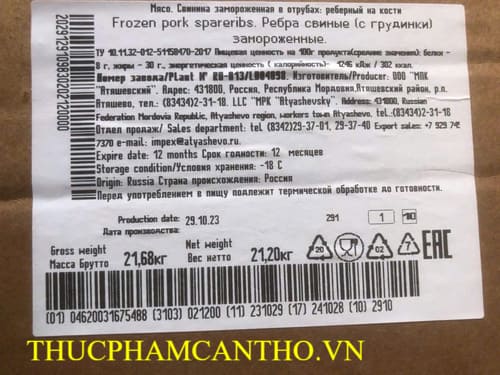 Мясо. Свинина замороженная в отрубах: реберный на кости
Frozen pork spareribs. Ребра свиные (с грудинки)
замороженные.
ТУ 10.11.32-012-51158470-2017 Пищевая ценность на 100г продукта(средние значения): белки -
8 г, жиры - 30 г, энергетическая ценность ( калорийность)- 1246 кДж / 302 ккал.
Номер завода/Plant № RU-013/ Изготовитель/Producer: ООО "МПК
"Атяшевский". Адрес: 431800, Россия, Республика Мордовия,Атяшевский район, р.п.
Атяшево, тел.: (83434)2-31-18. LLC "MPK "Atyashevsky". Address: 431800, Russian
Federation Mordovia Republic, Atyashevo region, workers town Atyashevo, tel.:(83434)2-31-18
Отдел продаж/ Sales department: tel (8342)29-37-01, 29-37-40 Export sales: +7 929 74
7370 e-mail: impex@atyashevo.ru
Expire date: 12 months Срок годности: 12 месяцев
Storage condition/Условия хранения: -18 C
Origin: Russia Страна происхождения: Россия
Перед употреблением в пищу подлежит термической обработке до готовности.
Production date:
Дата производства:
29.10.23
291
1
Gross weight
Масса Брутто
21,68кг
Net weight
Вес нетто
21,20кг
20
02
7
EAC
(01) 04620031675488 (3103) 021200 (11) 231029 (17) 241028 (10) 2910
THUCPHAMCANTHO.VN